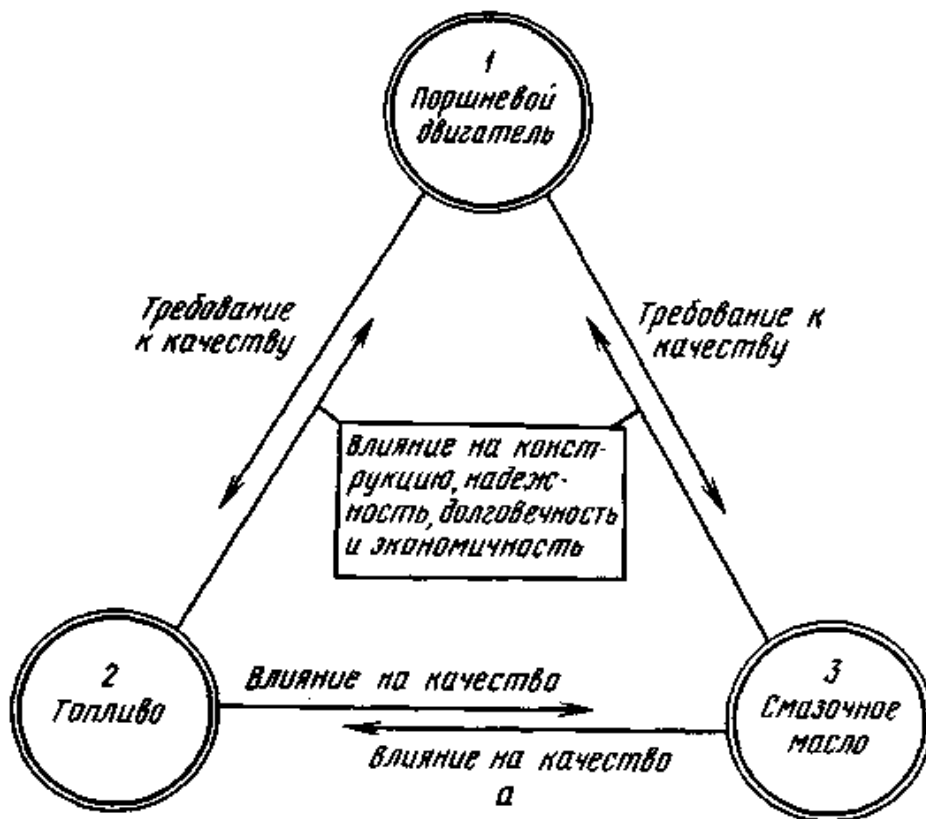 1
Поршневой
двигатель
Требование
к качеству
Требование к
качеству
Влияние на конст-
рукцию, надеж-
ность, долговечность
и экономичность
2
Топливо
Влияние на качество
3
Смазочное
масло
Влияние на качество
а